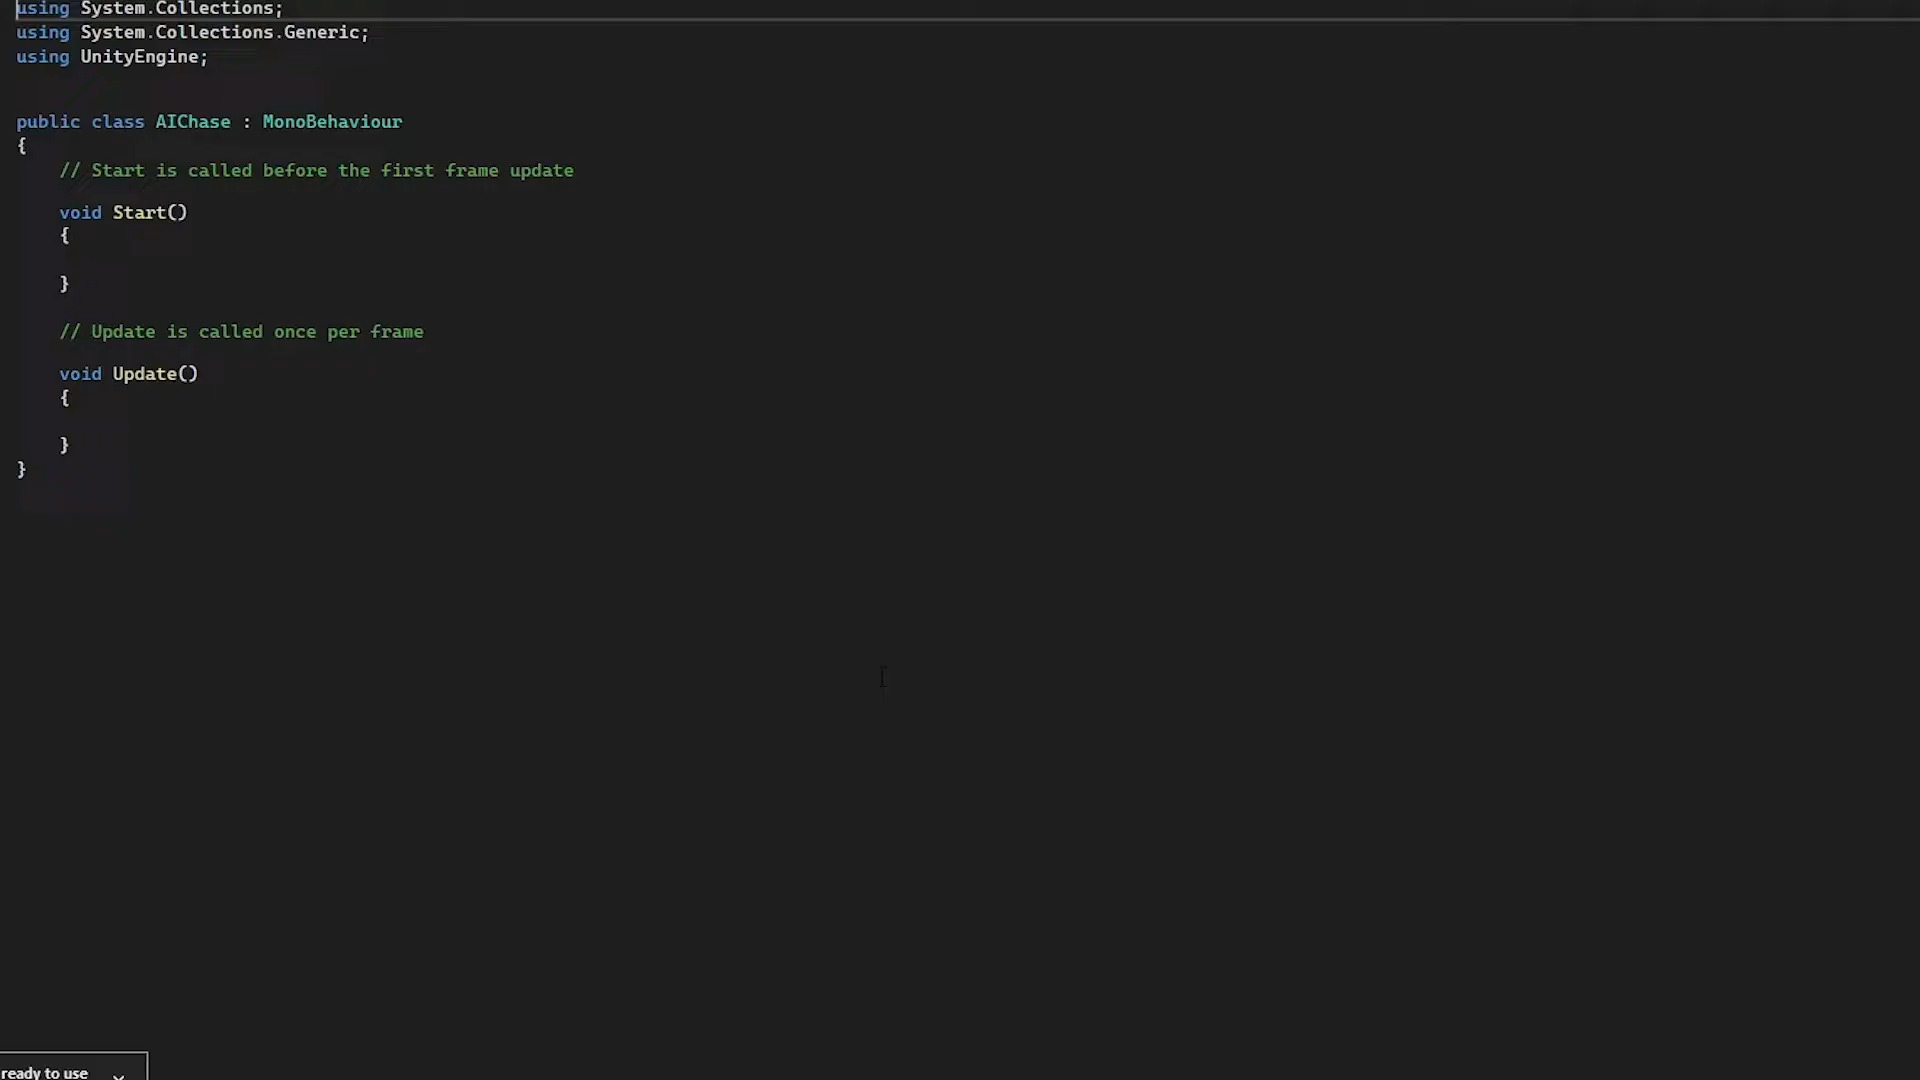 using System.Collections;
using System.Collections.Generic;
using UnityEngine;
public class AIChase : MonoBehaviour
{
// Start is called before the first frame update
void Start()
{
}
// Update is called once per frame
void Update()
{
}
}
ready to use